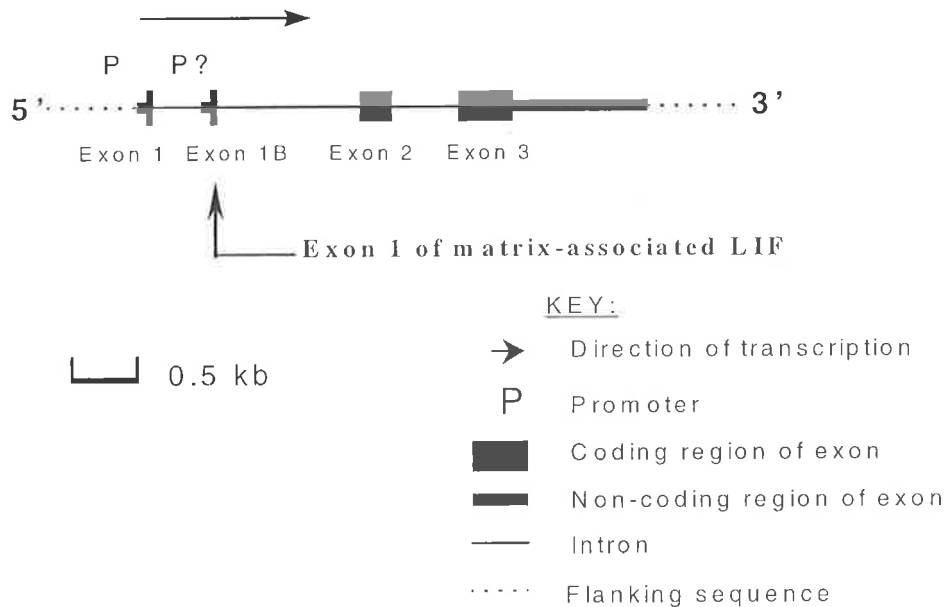 P P?
5' 3'
Exon 1 Exon 1B Exon 2 Exon 3
Exon 1 of matrix-associated LIF
KEY:
Direction of transcription
0.5 kb
P Promoter
Coding region of exon
Non-coding region of exon
Intron
Flanking sequence